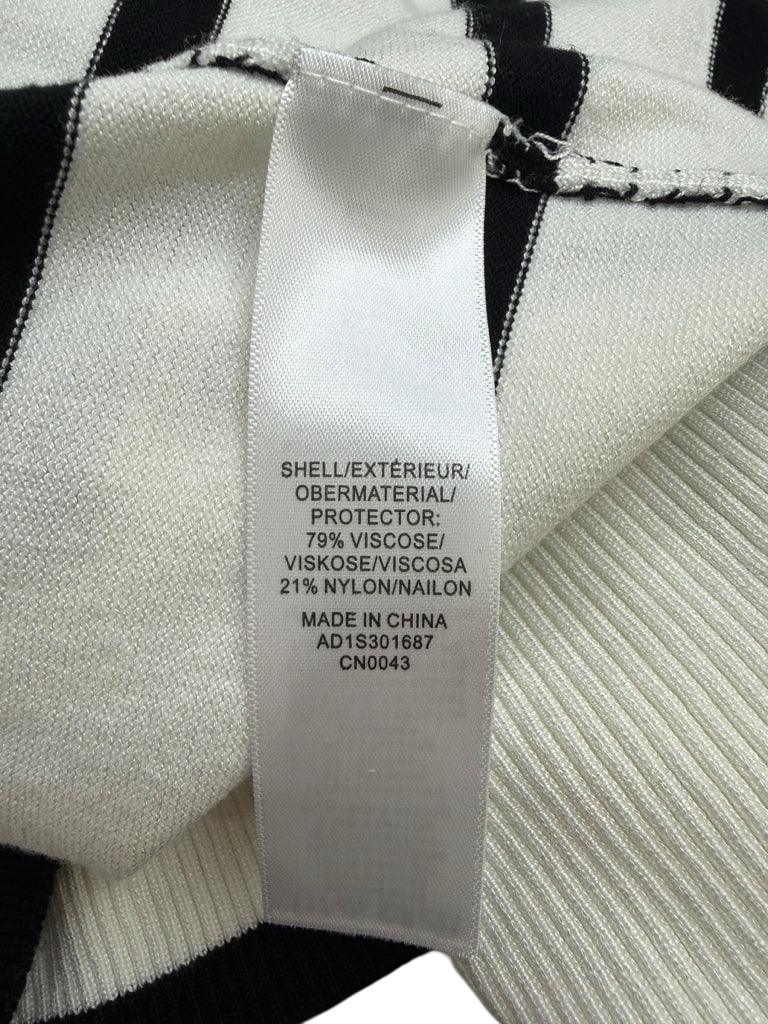 SHELL/EXTÉRIEUR/
OBERMATERIAL/
PROTECTOR:
79% VISCOSE/
VISKOSE/VISCOSA
21% NYLON/NAILON
MADE IN CHINA
AD1S301687
CN0043